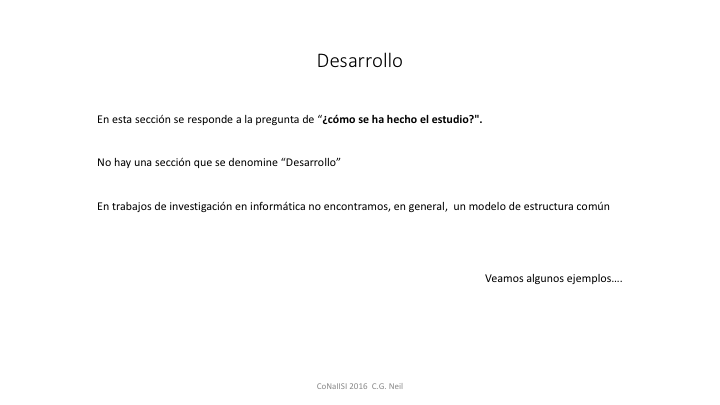 Desarrollo
En esta sección se responde a la pregunta de “¿cómo se ha hecho el estudio?".
No hay una sección que se denomine “Desarrollo”
En trabajos de investigación en informática no encontramos, en general,  un modelo de estructura común
Veamos algunos ejemplos….
CoNaIISI 2016  C.G. Neil